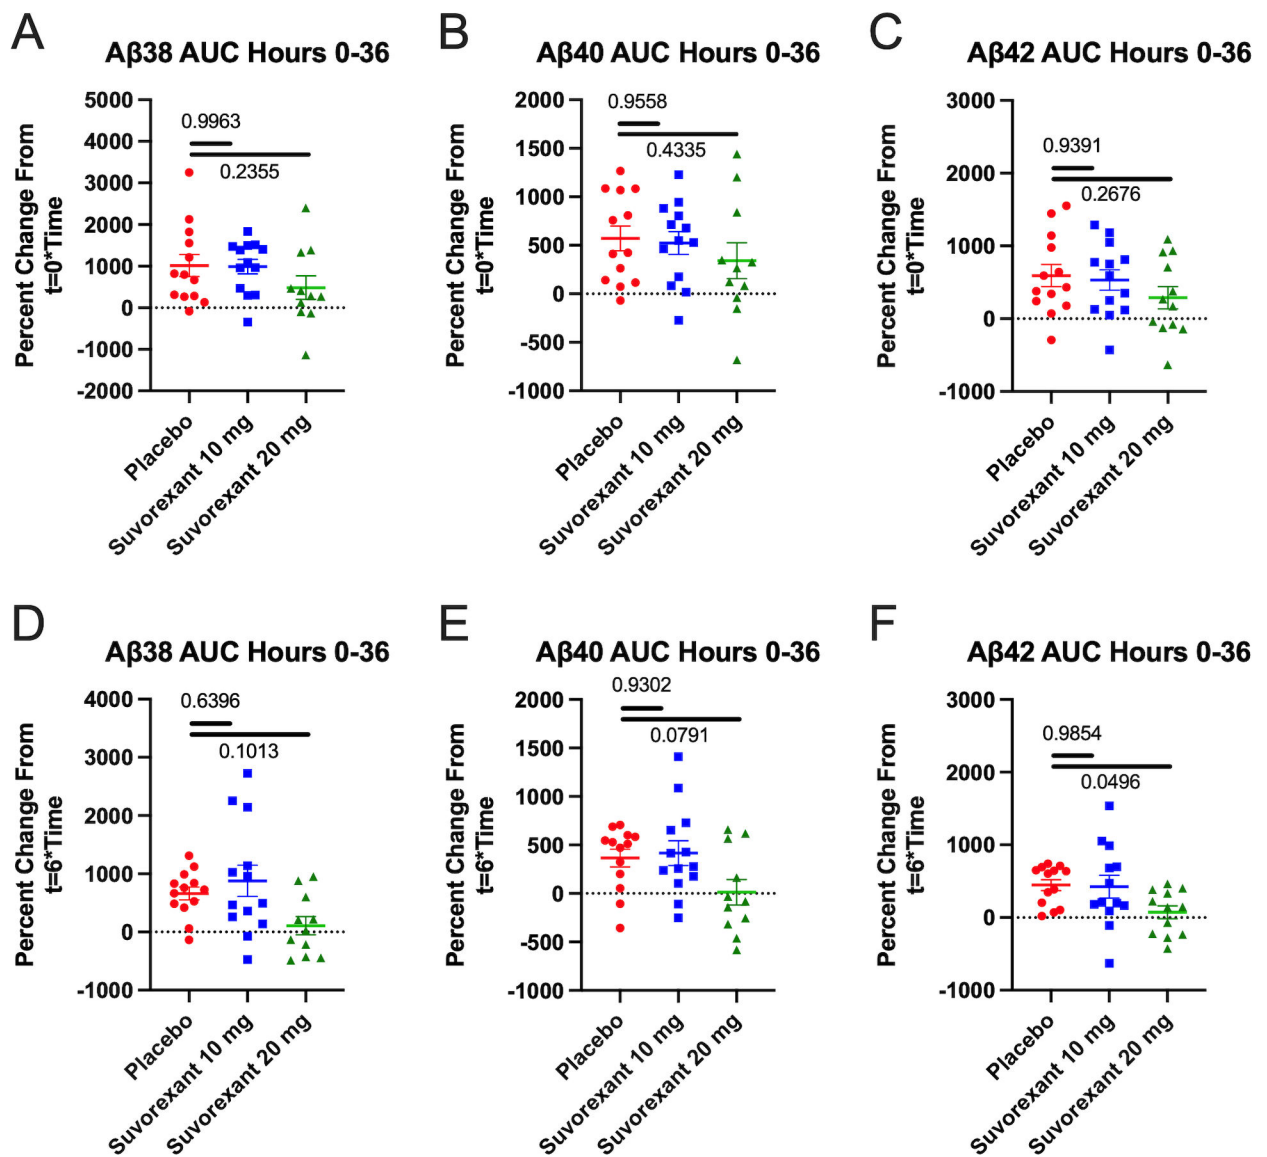 A
Aβ38 AUC Hours 0-36
Percent Change From
t=0*Time
5000
4000
3000
2000
1000
0
-1000
-2000
0.9963
0.2355
Placebo
Suvorexant 10 mg
Suvorexant 20 mg
B
Aβ40 AUC Hours 0-36
Percent Change From
t=0*Time
2000
1500
1000
500
0
-500
-1000
0.9558
0.4335
Placebo
Suvorexant 10 mg
Suvorexant 20 mg
C
Aβ42 AUC Hours 0-36
Percent Change From
t=0*Time
3000
2000
1000
0
-1000
0.9391
0.2676
Placebo
Suvorexant 10 mg
Suvorexant 20 mg
D
Aβ38 AUC Hours 0-36
Percent Change From
t=6*Time
4000
3000
2000
1000
0
-1000
0.6396
0.1013
Placebo
Suvorexant 10 mg
Suvorexant 20 mg
E
Aβ40 AUC Hours 0-36
Percent Change From
t=6*Time
2000
1500
1000
500
0
-500
-1000
0.9302
0.0791
Placebo
Suvorexant 10 mg
Suvorexant 20 mg
F
Aβ42 AUC Hours 0-36
Percent Change From
t=6*Time
3000
2000
1000
0
-1000
0.9854
0.0496
Placebo
Suvorexant 10 mg
Suvorexant 20 mg